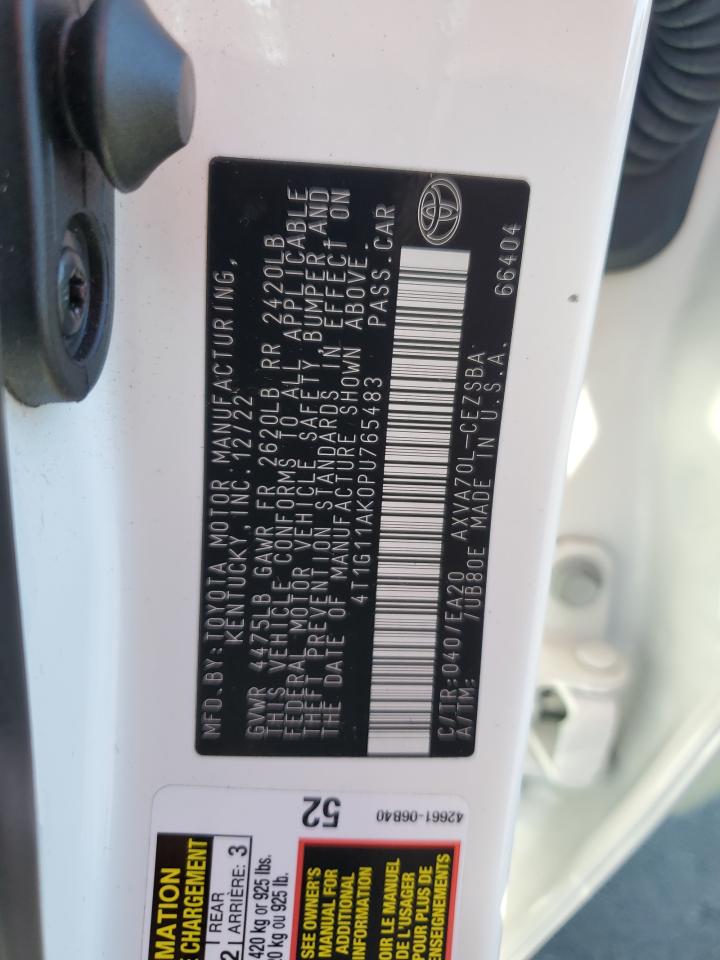 MFD.BY:TOYOTA MOTOR MANUFACTURING,
KENTUCKY, INC. 12/22
GVWR 4475LB GAWR FR 2620LB RR 2420LB
THIS VEHICLE CONFORMS TO ALL APPLICABLE
FEDERAL MOTOR VEHICLE SAFETY, BUMPER, AND
THEFT PREVENTION STANDARDS IN EFFECT ON
THE DATE OF MANUFACTURE SHOWN ABOVE.
4T1G11AK0PU765483 PASS.CAR
C/TR:040/EA20 AXVA70L-CEZSBA 66404
A/TM: /UB80E MADE IN U.S.A.
52
42661-06B40
MATION
CHARGEMENT
2 REAR
LARRIÈRE: 3
420 kg or 925 lbs.
0 kg ou 925 lb.
SEE OWNER'S
MANUAL FOR
ADDITIONAL
INFORMATION
VOIR LE MANUEL
DE L'USAGER
POUR PLUS DE
RENSEIGNEMENTS